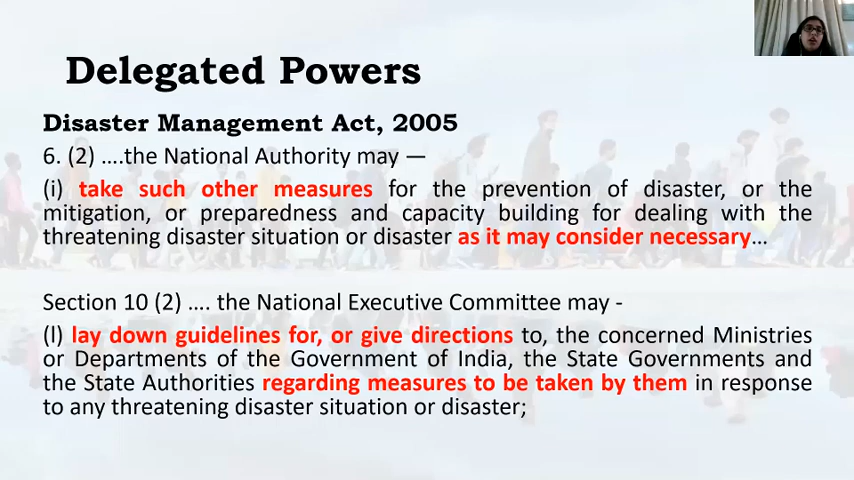 Delegated Powers
Disaster Management Act, 2005
6. (2) ….the National Authority may —
(i) take such other measures for the prevention of disaster, or the
mitigation, or preparedness and capacity building for dealing with the
threatening disaster situation or disaster as it may consider necessary…
Section 10 (2) …. the National Executive Committee may -
(l) lay down guidelines for, or give directions to, the concerned Ministries
or Departments of the Government of India, the State Governments and
the State Authorities regarding measures to be taken by them in response
to any threatening disaster situation or disaster;